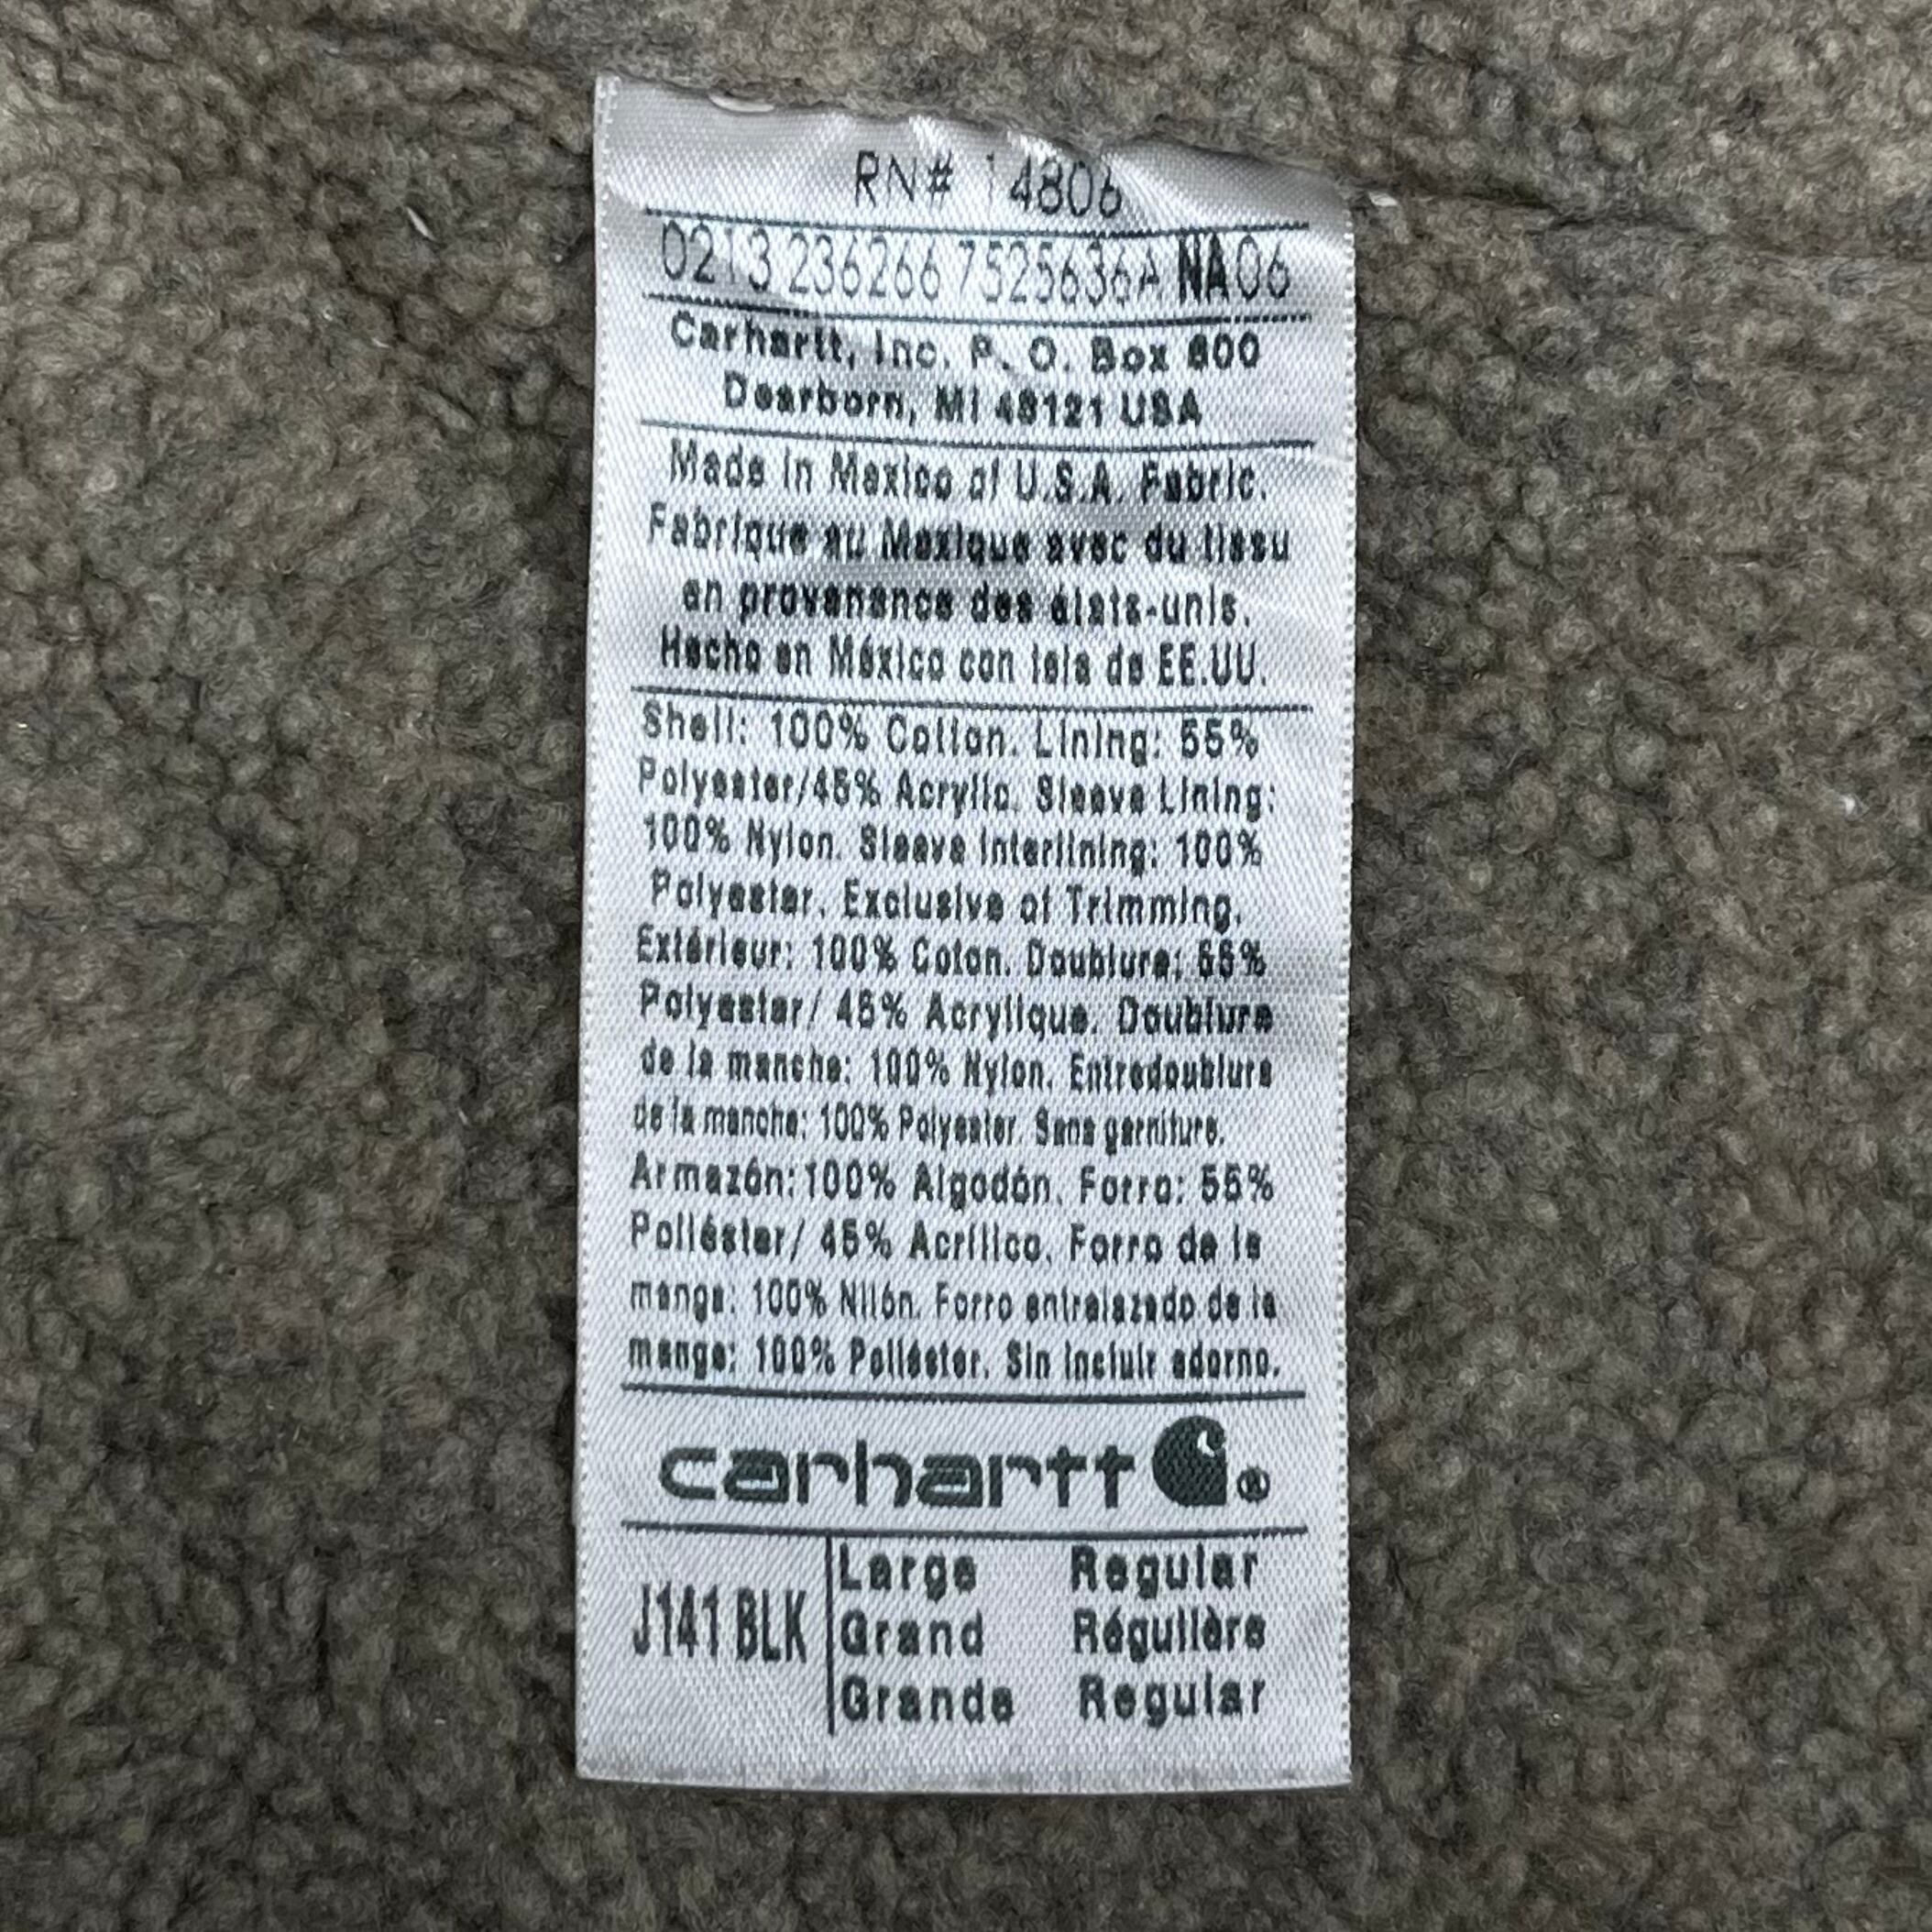 RN# 14806
0213 236266 7525636A NA06
Carhartt, Inc. P. O. Box 600
Dearborn, MI 48121 USA
Made in Mexico of U.S.A. Fabric.
Fabrique au Mexique avec du tissu
en provenance des états-unis.
Hecho en México con tela de EE.UU.
Shell: 100% Cotton. Lining: 55%
Polyester/45% Acrylic. Sleeve Lining:
100% Nylon. Sleeve Interlining: 100%
Polyester. Exclusive of Trimming.
Extérieur: 100% Coton. Doublure: 55%
Polyester/ 45% Acrylique. Doublure
de la manche: 100% Nylon. Entredoublure
de la manche: 100% Polyester. Sans garniture.
Armazón: 100% Algodón. Forro: 55%
Poliéster/ 45% Acrílico. Forro de la
manga: 100% Nilón. Forro entrelazado de la
manga: 100% Poliéster. Sin incluir adorno.
carhartt ®
J141 BLK
Large Regular
Grand Régulière
Grande Regular